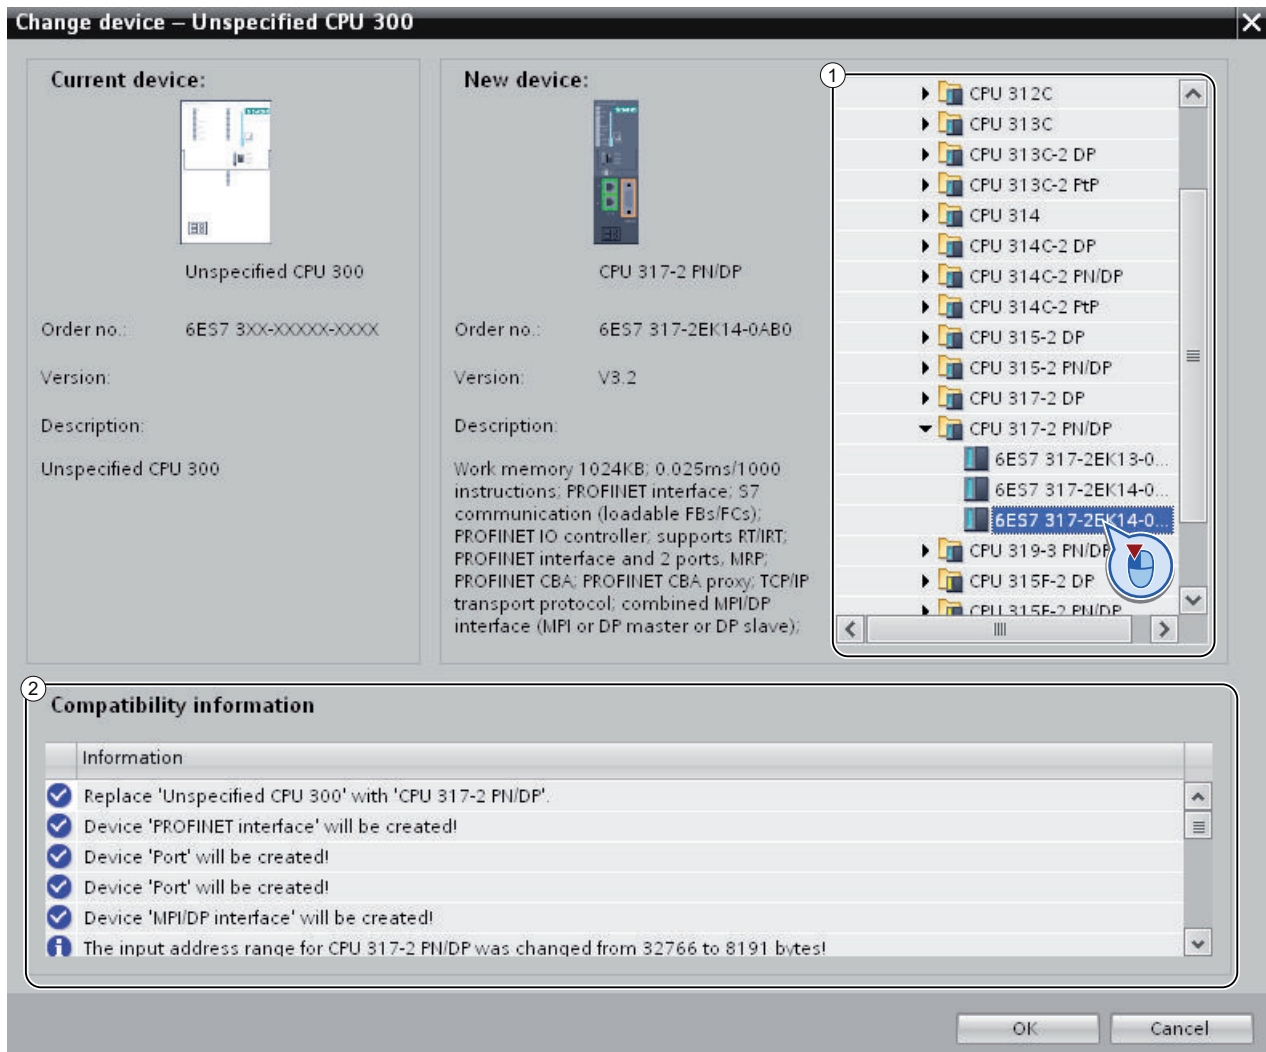 Change device – Unspecified CPU 300
Current device:
Unspecified CPU 300
Order no.: 6ES7 3XX-XXXXX-XXXX
Version:
Description:
Unspecified CPU 300
New device:
CPU 317-2 PN/DP
Order no.: 6ES7 317-2EK14-0AB0
Version: V3.2
Description:
Work memory 1024KB; 0.025ms/1000
instructions; PROFINET interface; S7
communication (loadable FBs/FCs);
PROFINET IO controller; supports RT/IRT;
PROFINET interface and 2 ports, MRP;
PROFINET CBA; PROFINET CBA proxy; TCP/IP
transport protocol; combined MPI/DP
interface (MPI or DP master or DP slave);
1
CPU 312C
CPU 313C
CPU 313C-2 DP
CPU 313C-2 PtP
CPU 314
CPU 314C-2 DP
CPU 314C-2 PN/DP
CPU 314C-2 PtP
CPU 315-2 DP
CPU 315-2 PN/DP
CPU 317-2 DP
CPU 317-2 PN/DP
6ES7 317-2EK13-0...
6ES7 317-2EK14-0...
6ES7 317-2EK14-0...
CPU 319-3 PN/DP
CPU 315F-2 DP
CPU 315F-2 PN/DP
2
Compatibility information
Information
Replace 'Unspecified CPU 300' with 'CPU 317-2 PN/DP'.
Device 'PROFINET interface' will be created!
Device 'Port' will be created!
Device 'Port' will be created!
Device 'MPI/DP interface' will be created!
The input address range for CPU 317-2 PN/DP was changed from 32766 to 8191 bytes!
OK
Cancel